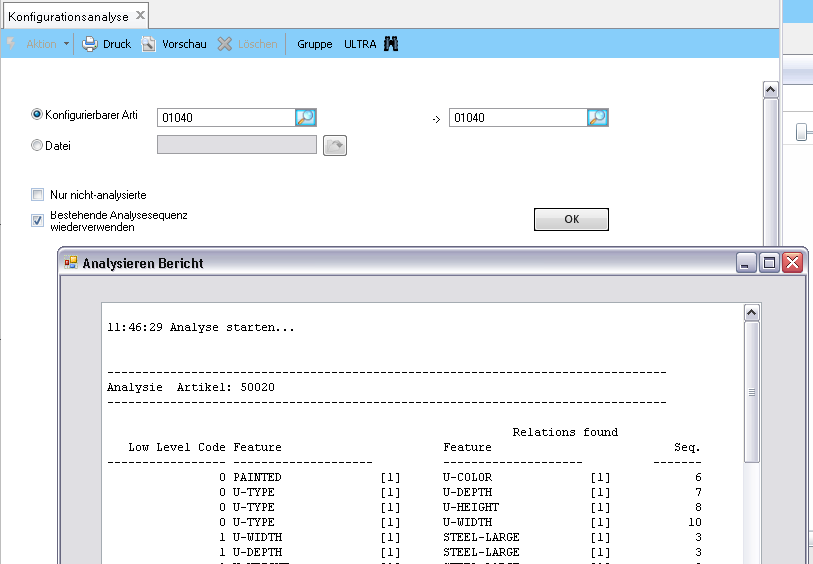 Konfigurationsanalyse
Aktion Druck Vorschau Löschen Gruppe ULTRA
Konfigurierbarer Arti 01040 -> 01040
Datei
Nur nicht-analysierte
Bestehende Analysesequenz
wiederverwenden
OK
Analysieren Bericht
11:46:29 Analyse starten...
--------------------------------------------------------------------------------
Analysie Artikel: 50020
--------------------------------------------------------------------------------
Relations found
Low Level Code Feature Feature Seq.
----------------- -------------------- -------------------- -------
0 PAINTED [1] U-COLOR [1] 6
0 U-TYPE [1] U-DEPTH [1] 7
0 U-TYPE [1] U-HEIGHT [1] 8
0 U-TYPE [1] U-WIDTH [1] 10
1 U-WIDTH [1] STEEL-LARGE [1] 3
1 U-DEPTH [1] STEEL-LARGE [1] 3